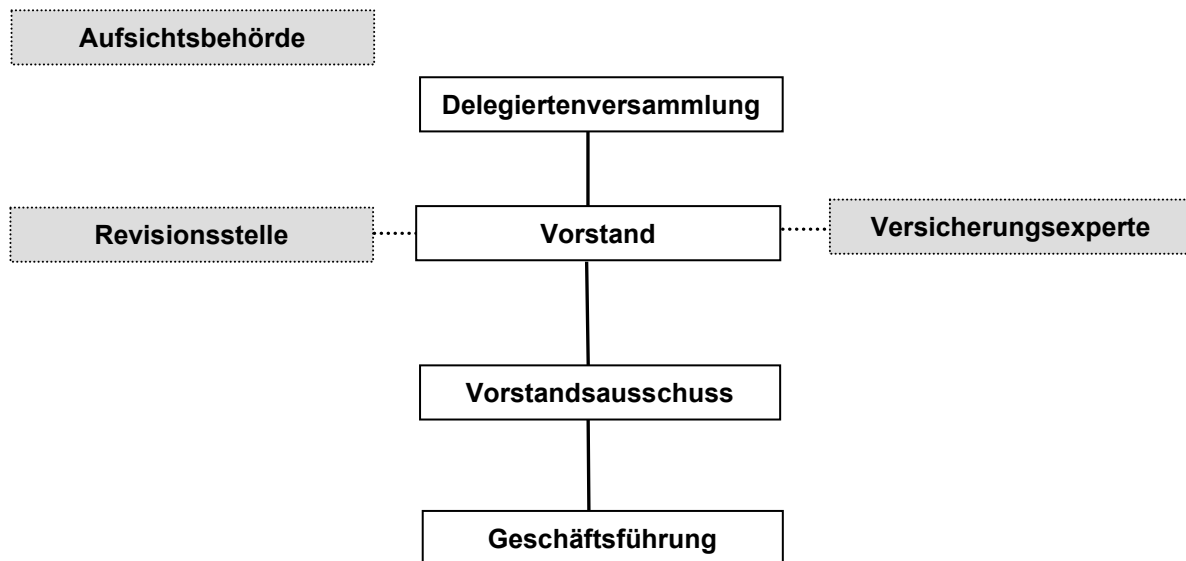 Aufsichtsbehörde
Delegiertenversammlung
Revisionsstelle
Vorstand
Versicherungsexperte
Vorstandsausschuss
Geschäftsführung